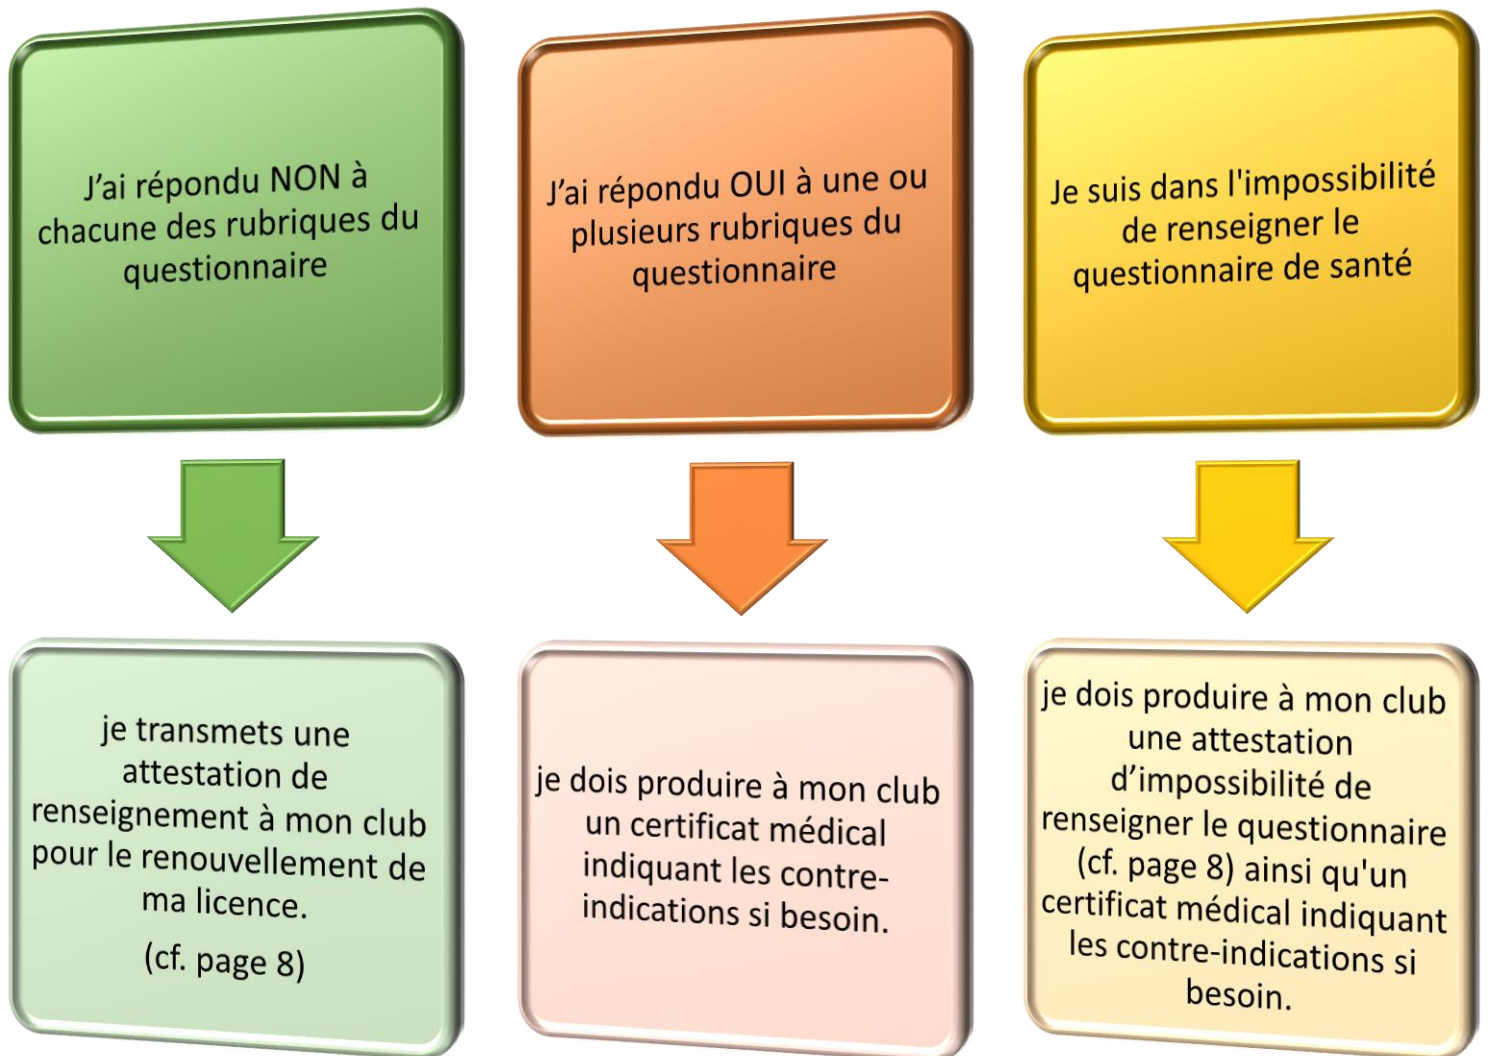 J'ai répondu NON à
chacune des rubriques du
questionnaire
J'ai répondu OUI à une ou
plusieurs rubriques du
questionnaire
Je suis dans l'impossibilité
de renseigner le
questionnaire de santé
je transmets une
attestation de
renseignement à mon club
pour le renouvellement de
ma licence.
(cf. page 8)
je dois produire à mon club
un certificat médical
indiquant les contre-
indications si besoin.
je dois produire à mon club
une attestation
d’impossibilité de
renseigner le questionnaire
(cf. page 8) ainsi qu'un
certificat médical indiquant
les contre-indications si
besoin.